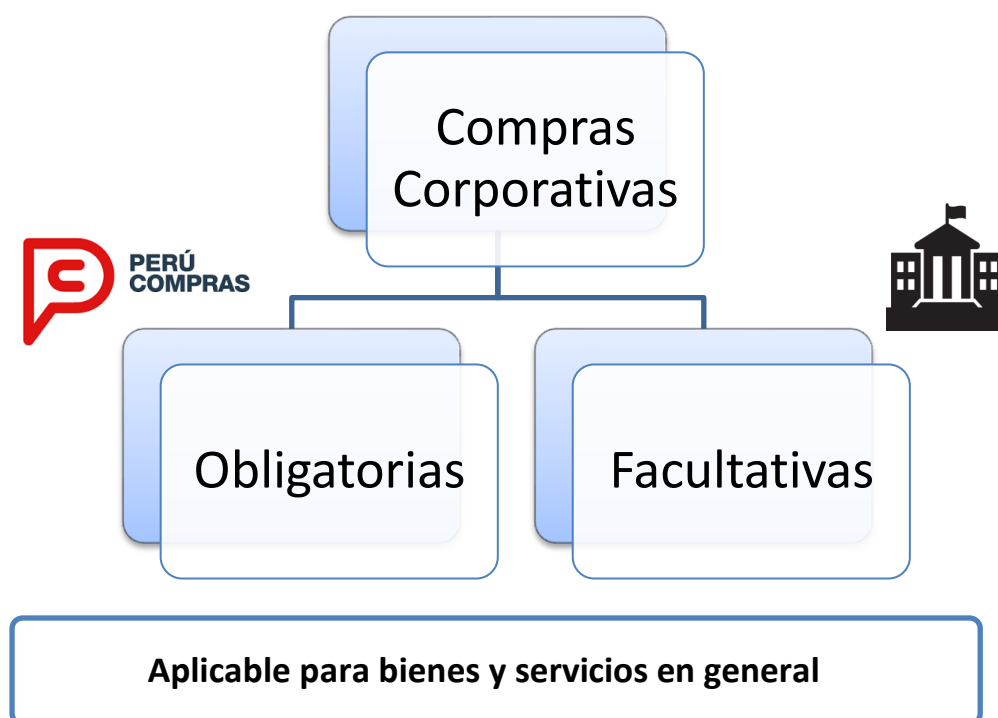 Compras
Corporativas
PERÚ
COMPRAS
Obligatorias
Facultativas
Aplicable para bienes y servicios en general